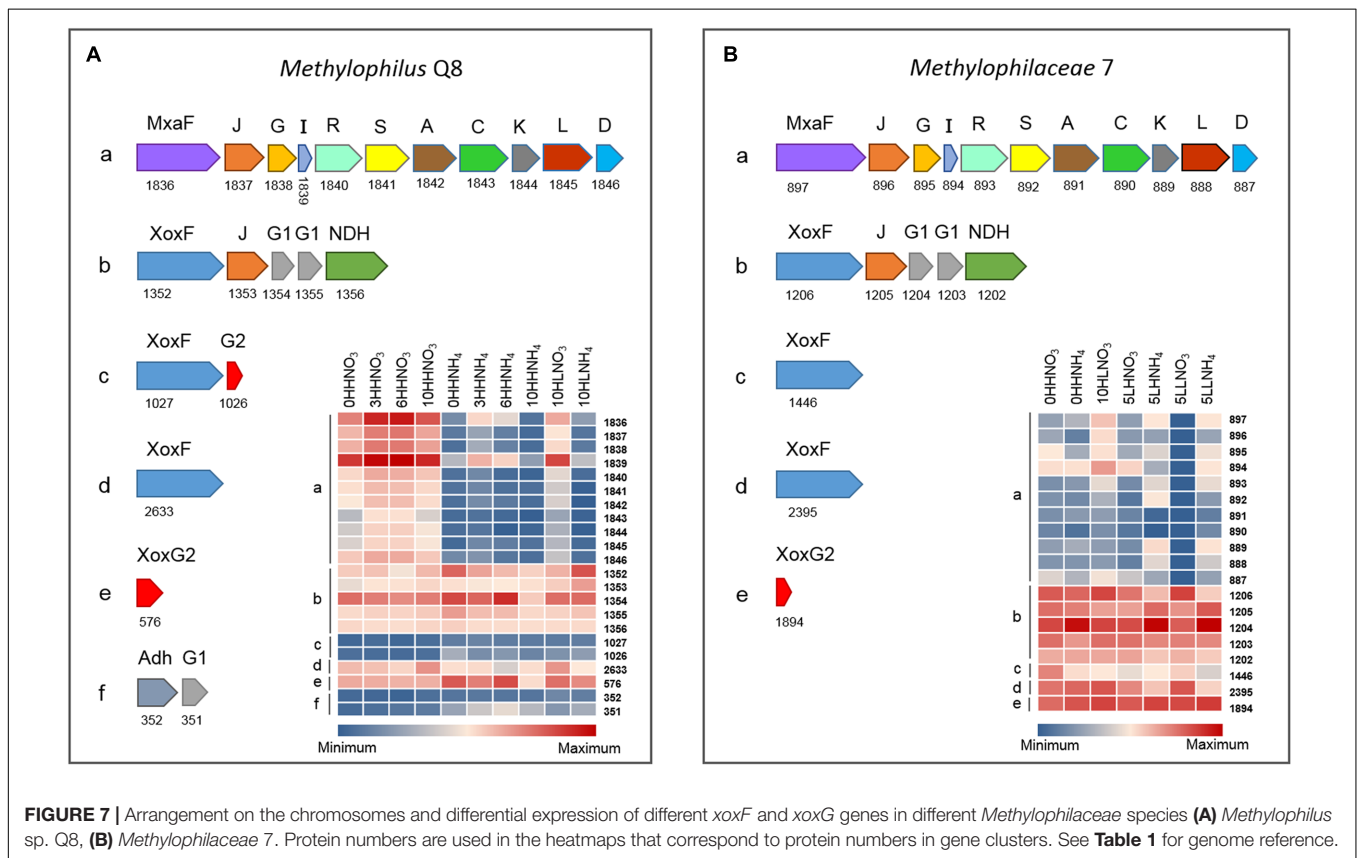 A
Methylophilus Q8
MxaF J G I R S A C K L D
a
1836 1837 1838 1839 1840 1841 1842 1843 1844 1845 1846
XoxF J G1 G1 NDH
b
1352 1353 1354 1355 1356
XoxF G2
c
1027 1026
XoxF
d
2633
XoxG2
e
576
Adh G1
f
352 351
0HHNO3 3HHNO3 6HHNO3 10HHNO3 0HHNH4 3HHNH4 6HHNH4 10HHNH4 10HLNO3 10HLNH4
a
b
c
d
e
f
1836
1837
1838
1839
1840
1841
1842
1843
1844
1845
1846
1352
1353
1354
1355
1356
1027
1026
2633
576
352
351
Minimum Maximum
B
Methylophilaceae 7
MxaF J G I R S A C K L D
a
897 896 895 894 893 892 891 890 889 888 887
XoxF J G1 G1 NDH
b
1206 1205 1204 1203 1202
XoxF
c
1446
XoxF
d
2395
XoxG2
e
1894
0HHNO3 0HHNH4 10HLNO3 5LHNO3 5LHNH4 5LLNO3 5LLNH4
a
b
c
d
e
897
896
895
894
893
892
891
890
889
888
887
1206
1205
1204
1203
1202
1446
2395
1894
Minimum Maximum
FIGURE 7 | Arrangement on the chromosomes and differential expression of different xoxF and xoxG genes in different Methylophilaceae species (A) Methylophilus
sp. Q8, (B) Methylophilaceae 7. Protein numbers are used in the heatmaps that correspond to protein numbers in gene clusters. See Table 1 for genome reference.